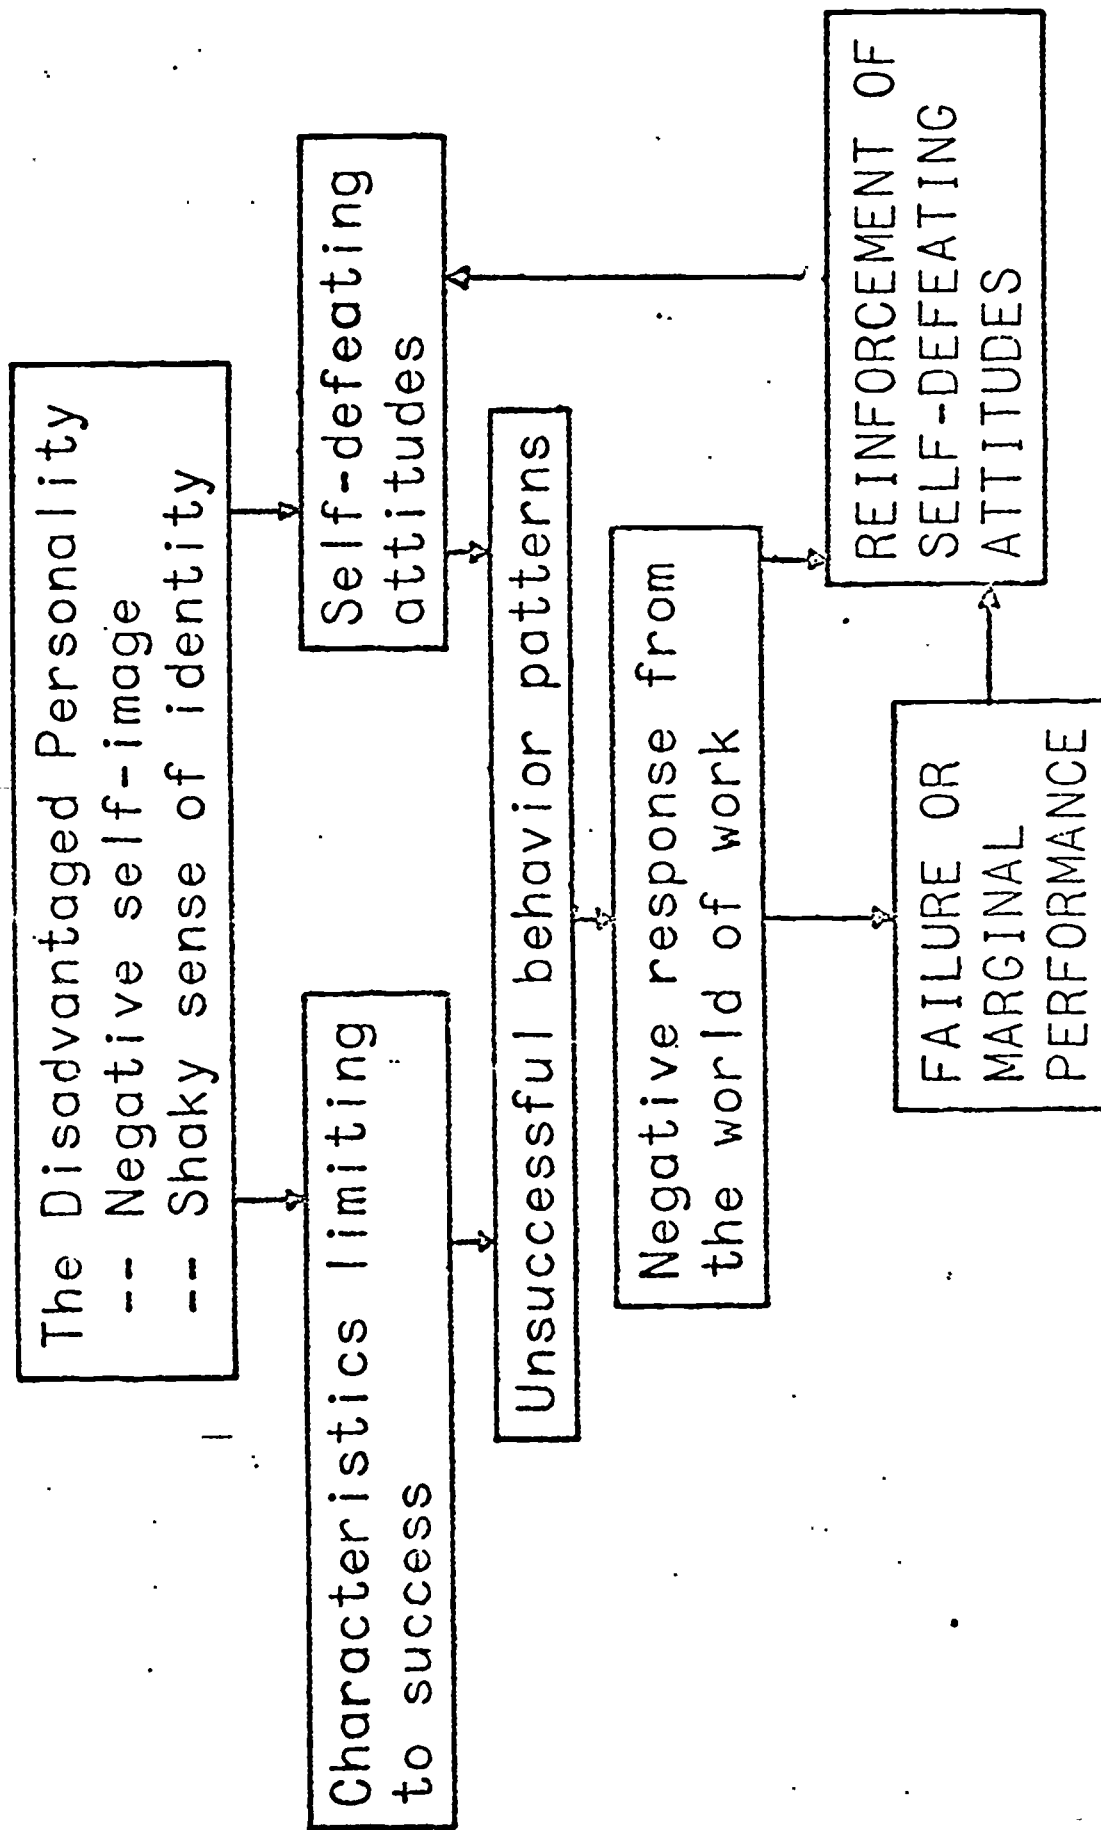 The Disadvantaged Personality
-- Negative self-image
-- Shaky sense of identity
Characteristics limiting
to success
Self-defeating
attitudes
Unsuccessful behavior patterns
Negative response from
the world of work
FAILURE OR
MARGINAL
PERFORMANCE
REINFORCEMENT OF
SELF-DEFEATING
ATTITUDES